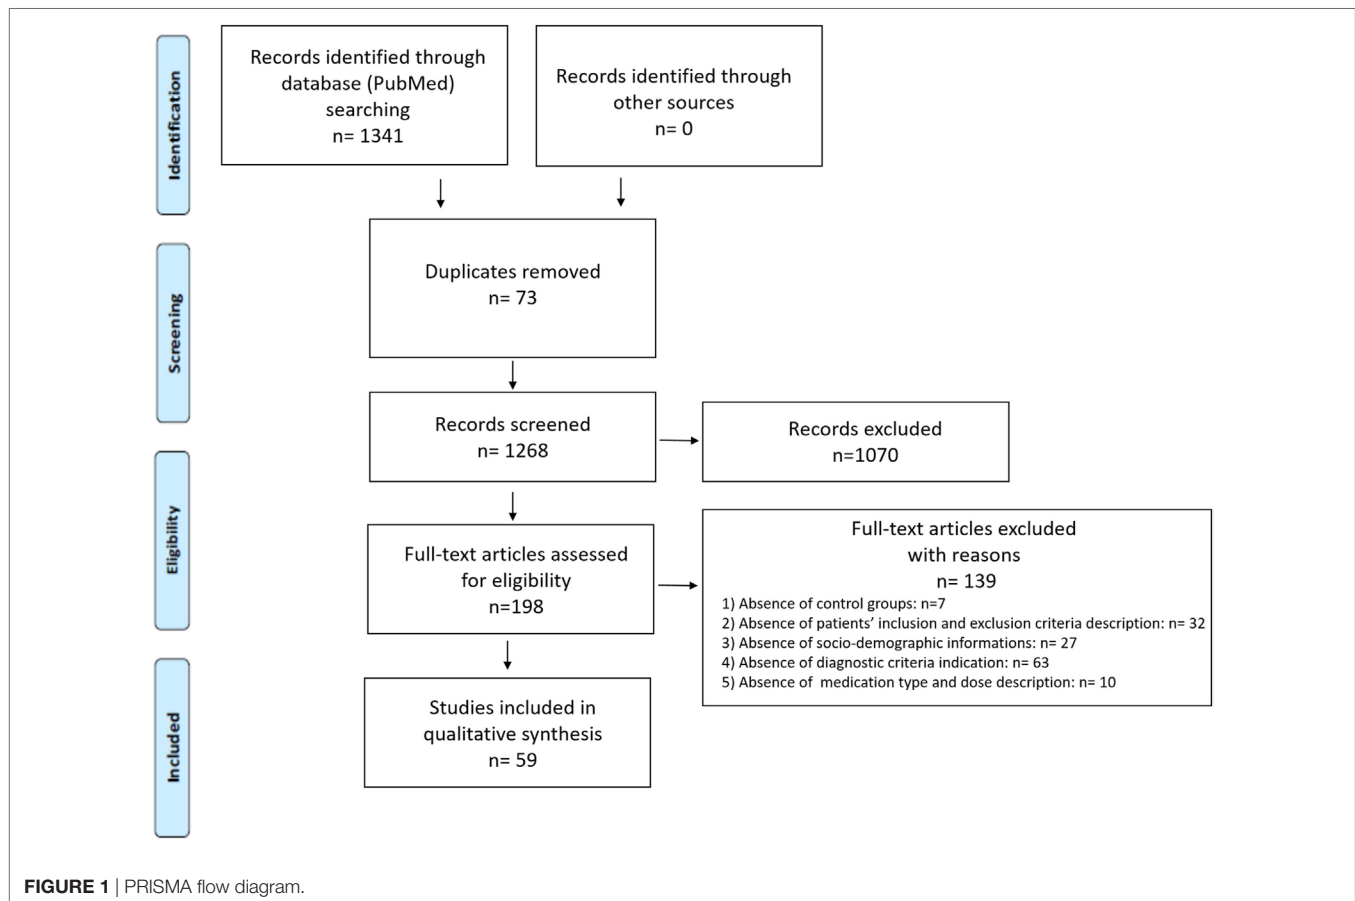 Identification
Records identified through
database (PubMed)
searching
n= 1341
Records identified through
other sources
n= 0
Screening
Duplicates removed
n= 73
Records screened
n= 1268
Records excluded
n=1070
Eligibility
Full-text articles assessed
for eligibility
n=198
Full-text articles excluded
with reasons
n= 139
1) Absence of control groups: n=7
2) Absence of patients’ inclusion and exclusion criteria description: n= 32
3) Absence of socio-demographic informations: n= 27
4) Absence of diagnostic criteria indication: n= 63
5) Absence of  medication type and dose description: n= 10
Included
Studies included in
qualitative synthesis
n= 59
FIGURE 1 | PRISMA flow diagram.